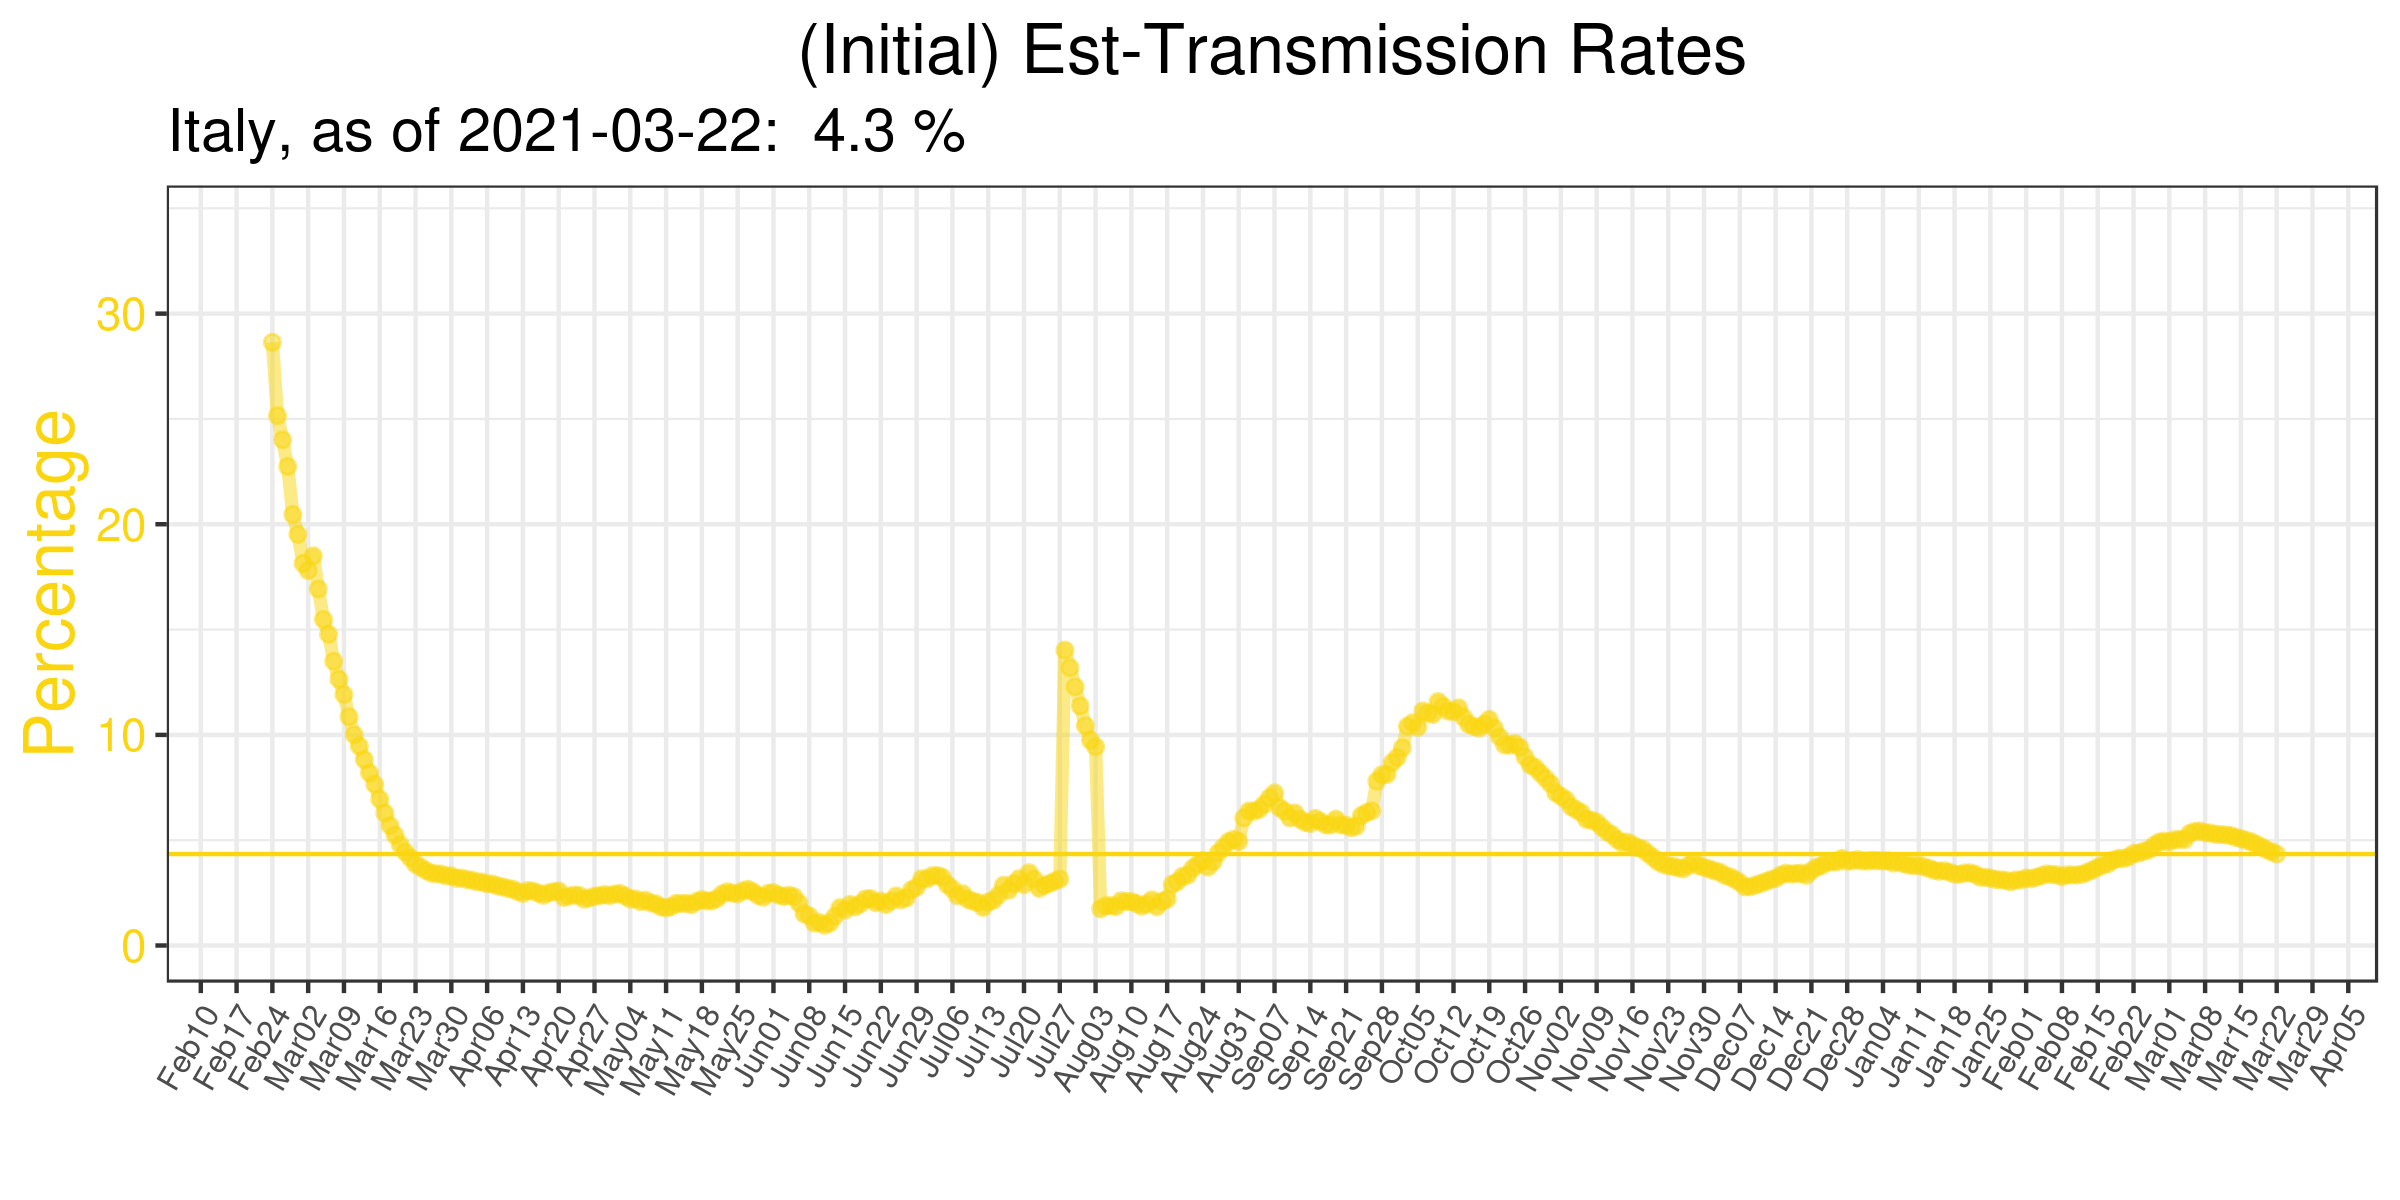 (Initial) Est-Transmission Rates
Italy, as of 2021-03-22:  4.3 %
Percentage
30
20
10
0
Feb10
Feb17
Feb24
Mar02
Mar09
Mar16
Mar23
Mar30
Apr06
Apr13
Apr20
Apr27
May04
May11
May18
May25
Jun01
Jun08
Jun15
Jun22
Jun29
Jul06
Jul13
Jul20
Jul27
Aug03
Aug10
Aug17
Aug24
Aug31
Sep07
Sep14
Sep21
Sep28
Oct05
Oct12
Oct19
Oct26
Nov02
Nov09
Nov16
Nov23
Nov30
Dec07
Dec14
Dec21
Dec28
Jan04
Jan11
Jan18
Jan25
Feb01
Feb08
Feb15
Feb22
Mar01
Mar08
Mar15
Mar22
Mar29
Apr05